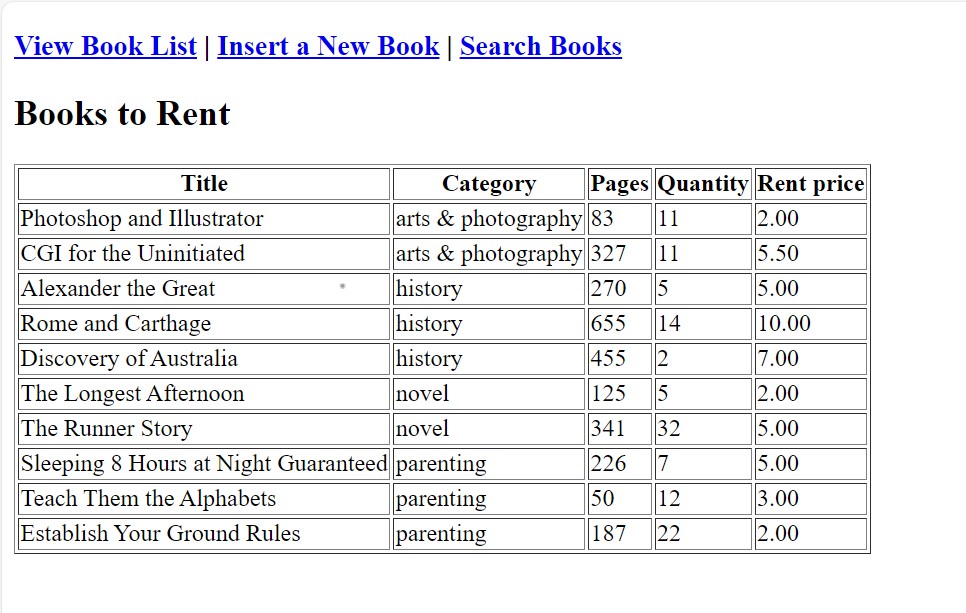 View Book List | Insert a New Book | Search Books
Books to Rent
Title Category Pages Quantity Rent price
Photoshop and Illustrator arts & photography 83 11 2.00
CGI for the Uninitiated arts & photography 327 11 5.50
Alexander the Great history 270 5 5.00
Rome and Carthage history 655 14 10.00
Discovery of Australia history 455 2 7.00
The Longest Afternoon novel 125 5 2.00
The Runner Story novel 341 32 5.00
Sleeping 8 Hours at Night Guaranteed parenting 226 7 5.00
Teach Them the Alphabets parenting 50 12 3.00
Establish Your Ground Rules parenting 187 22 2.00